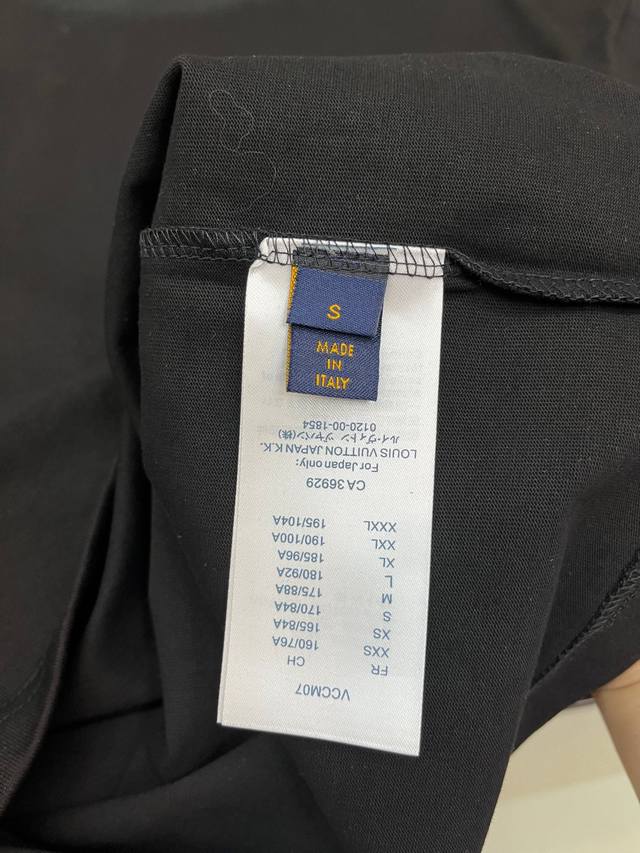 S
MADE
IN
ITALY
VCCM07
FR CH
XXS 160/76A
XS 165/84A
S 170/84A
M 175/88A
L 180/92A
XL 185/96A
XXL 190/100A
XXXL 195/104A
CA 36929
For Japan only:
LOUIS VUITTON JAPAN K.K.
ルイ・ヴィトン ジャパン(株)
0120-00-1854